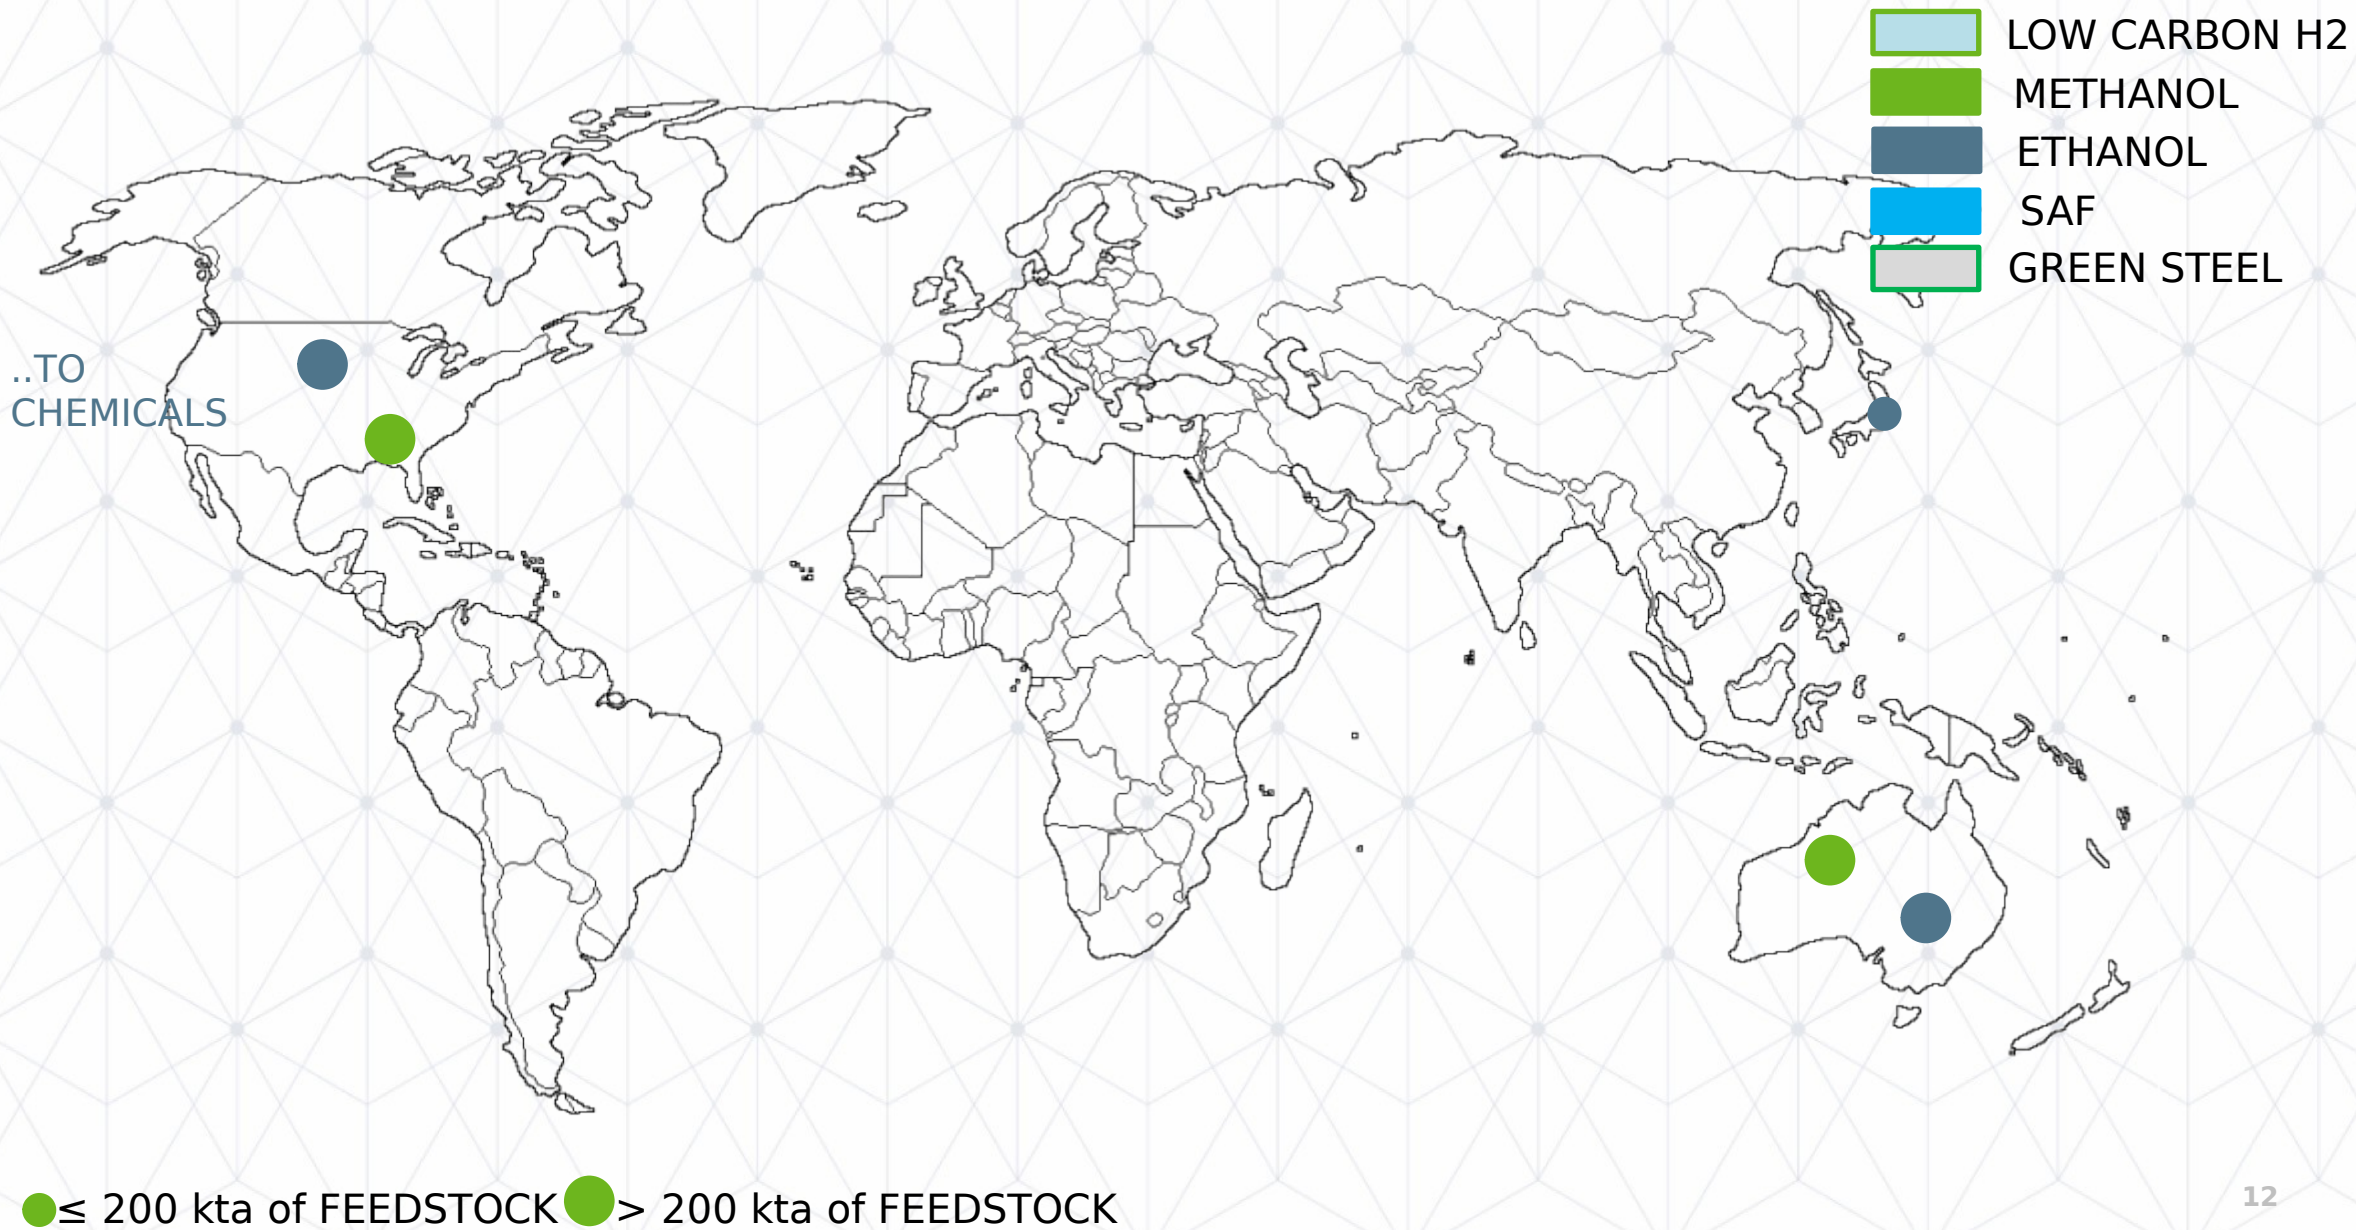 LOW CARBON H2
METHANOL
ETHANOL
SAF
GREEN STEEL
..TO
CHEMICALS
≤ 200 kta of FEEDSTOCK > 200 kta of FEEDSTOCK
12